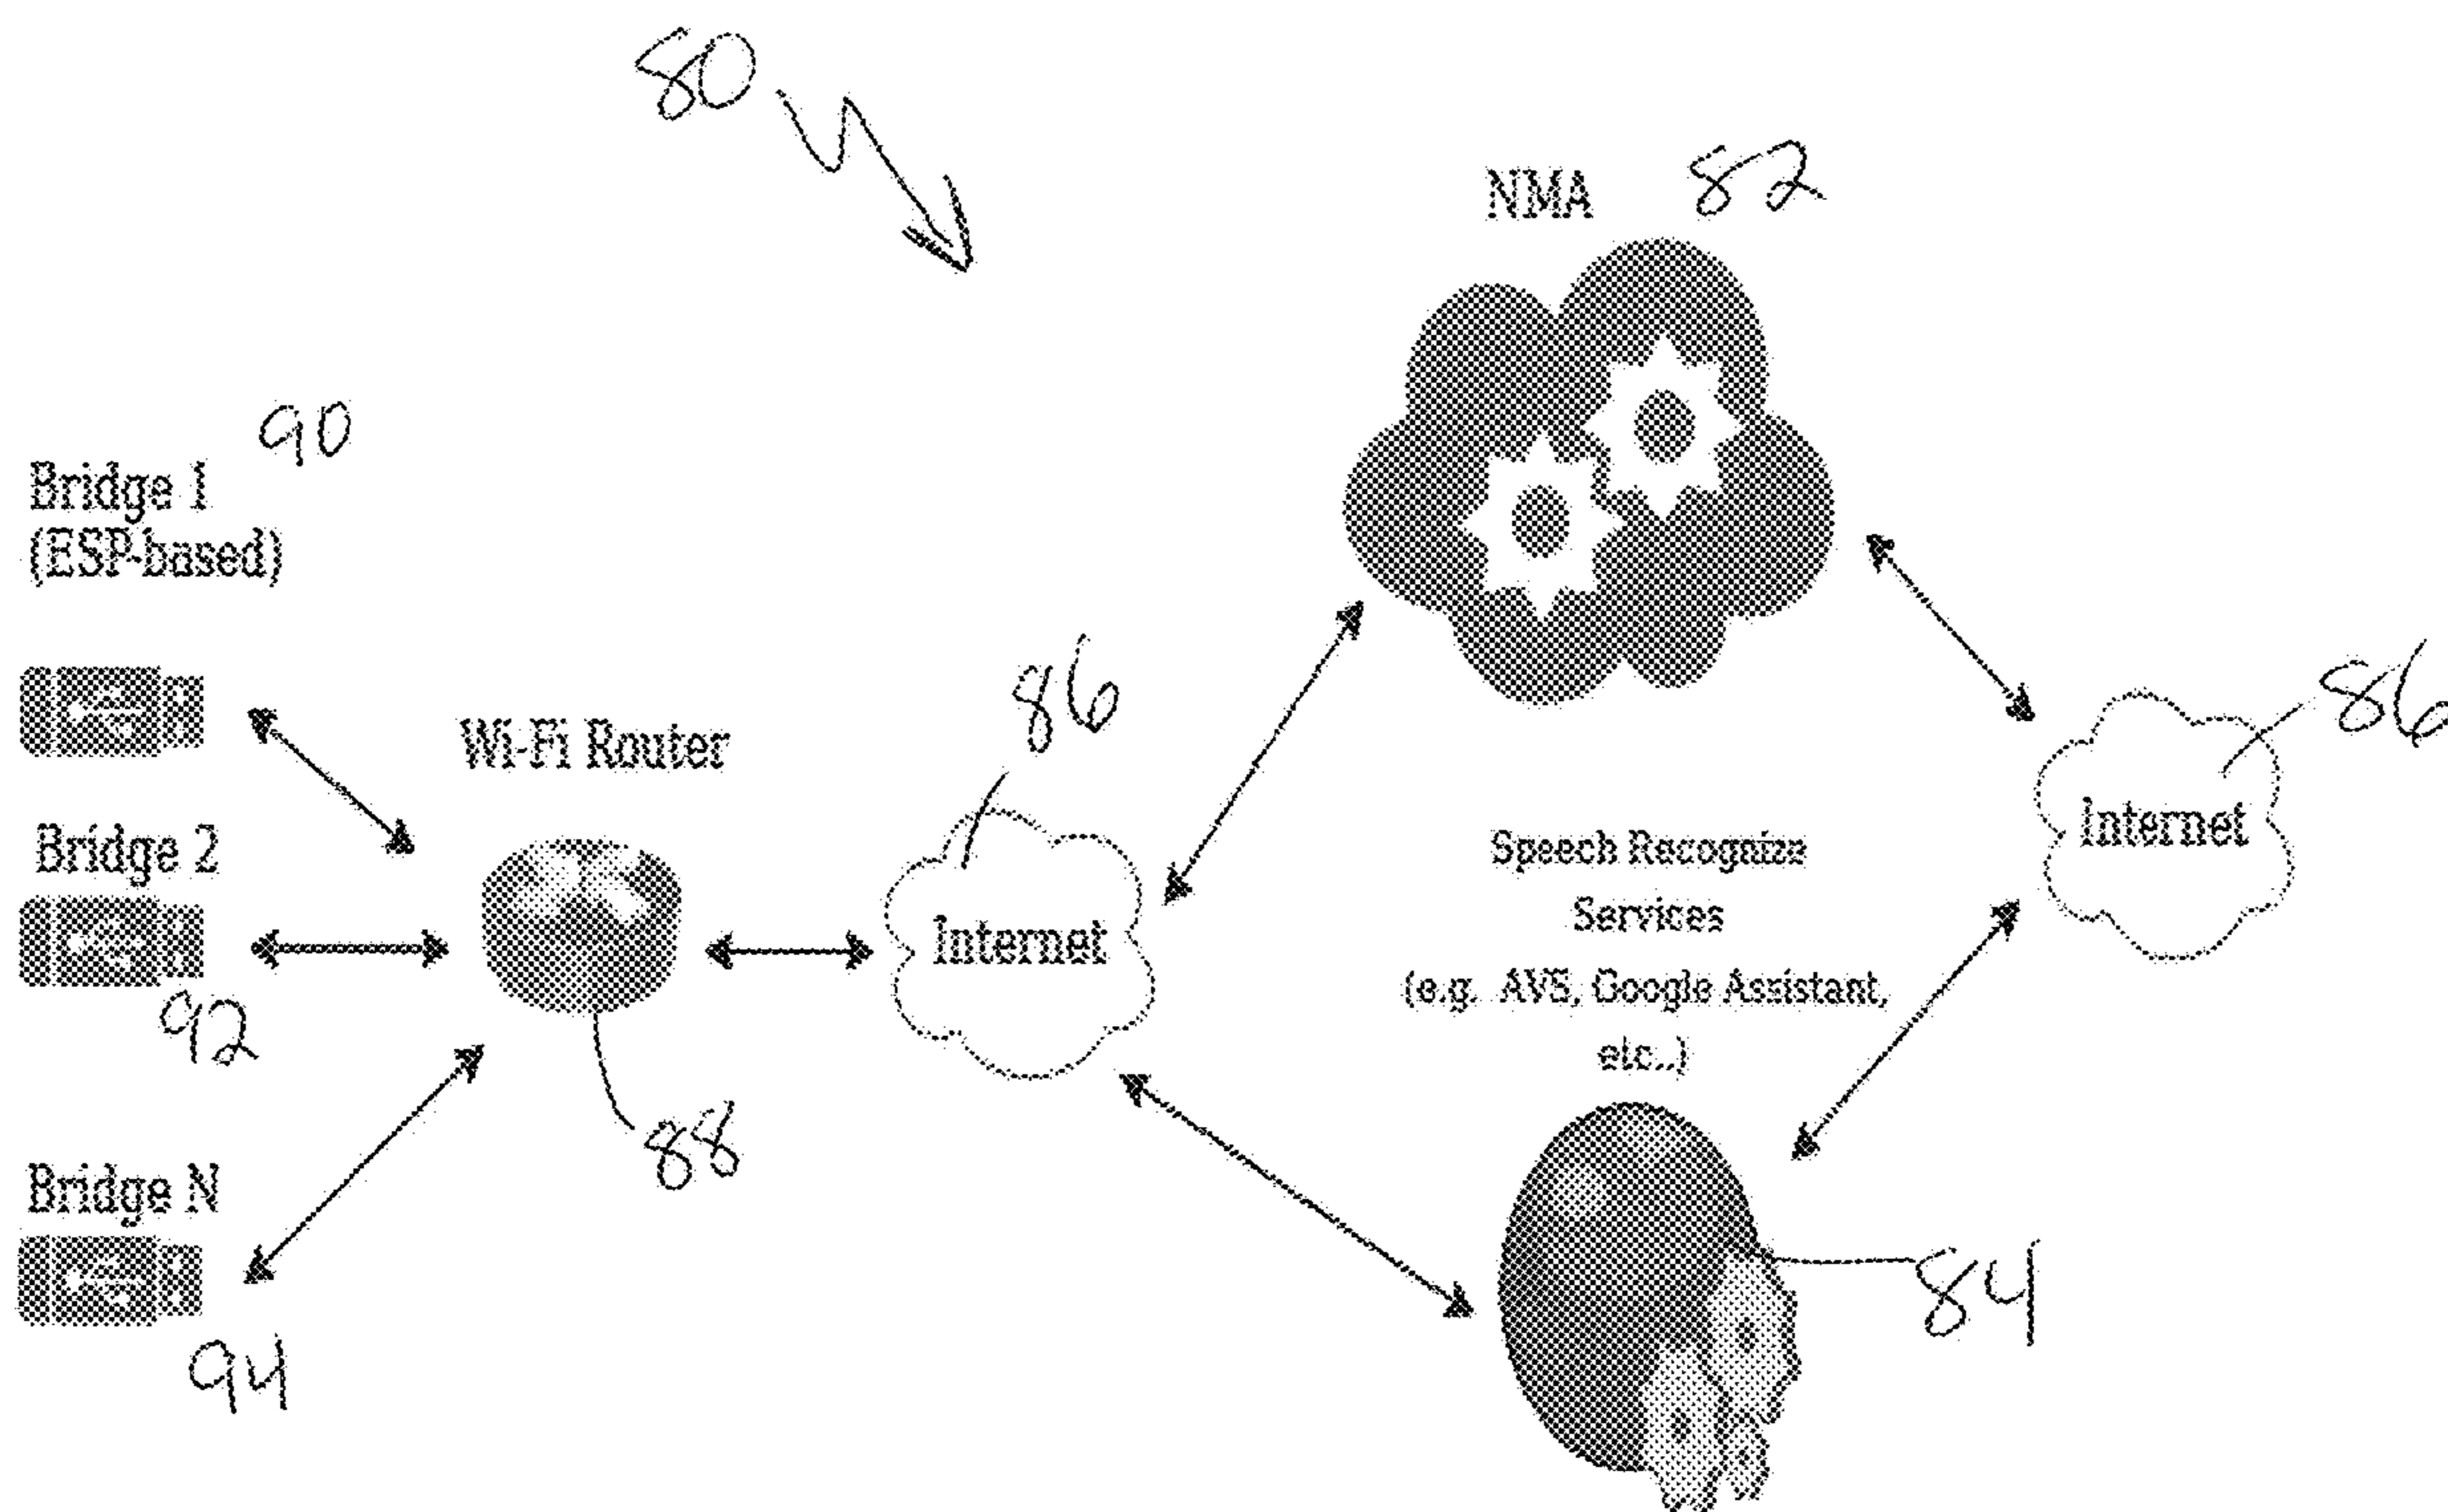 80
NMA 82
90
Bridge 1
(ESP-based)
86
86
Wi-Fi Router
Bridge 2
Internet
Speech Recognize
Services
Internet
(e.g. AVS, Google Assistant,
etc..)
92
88
Bridge N
84
94